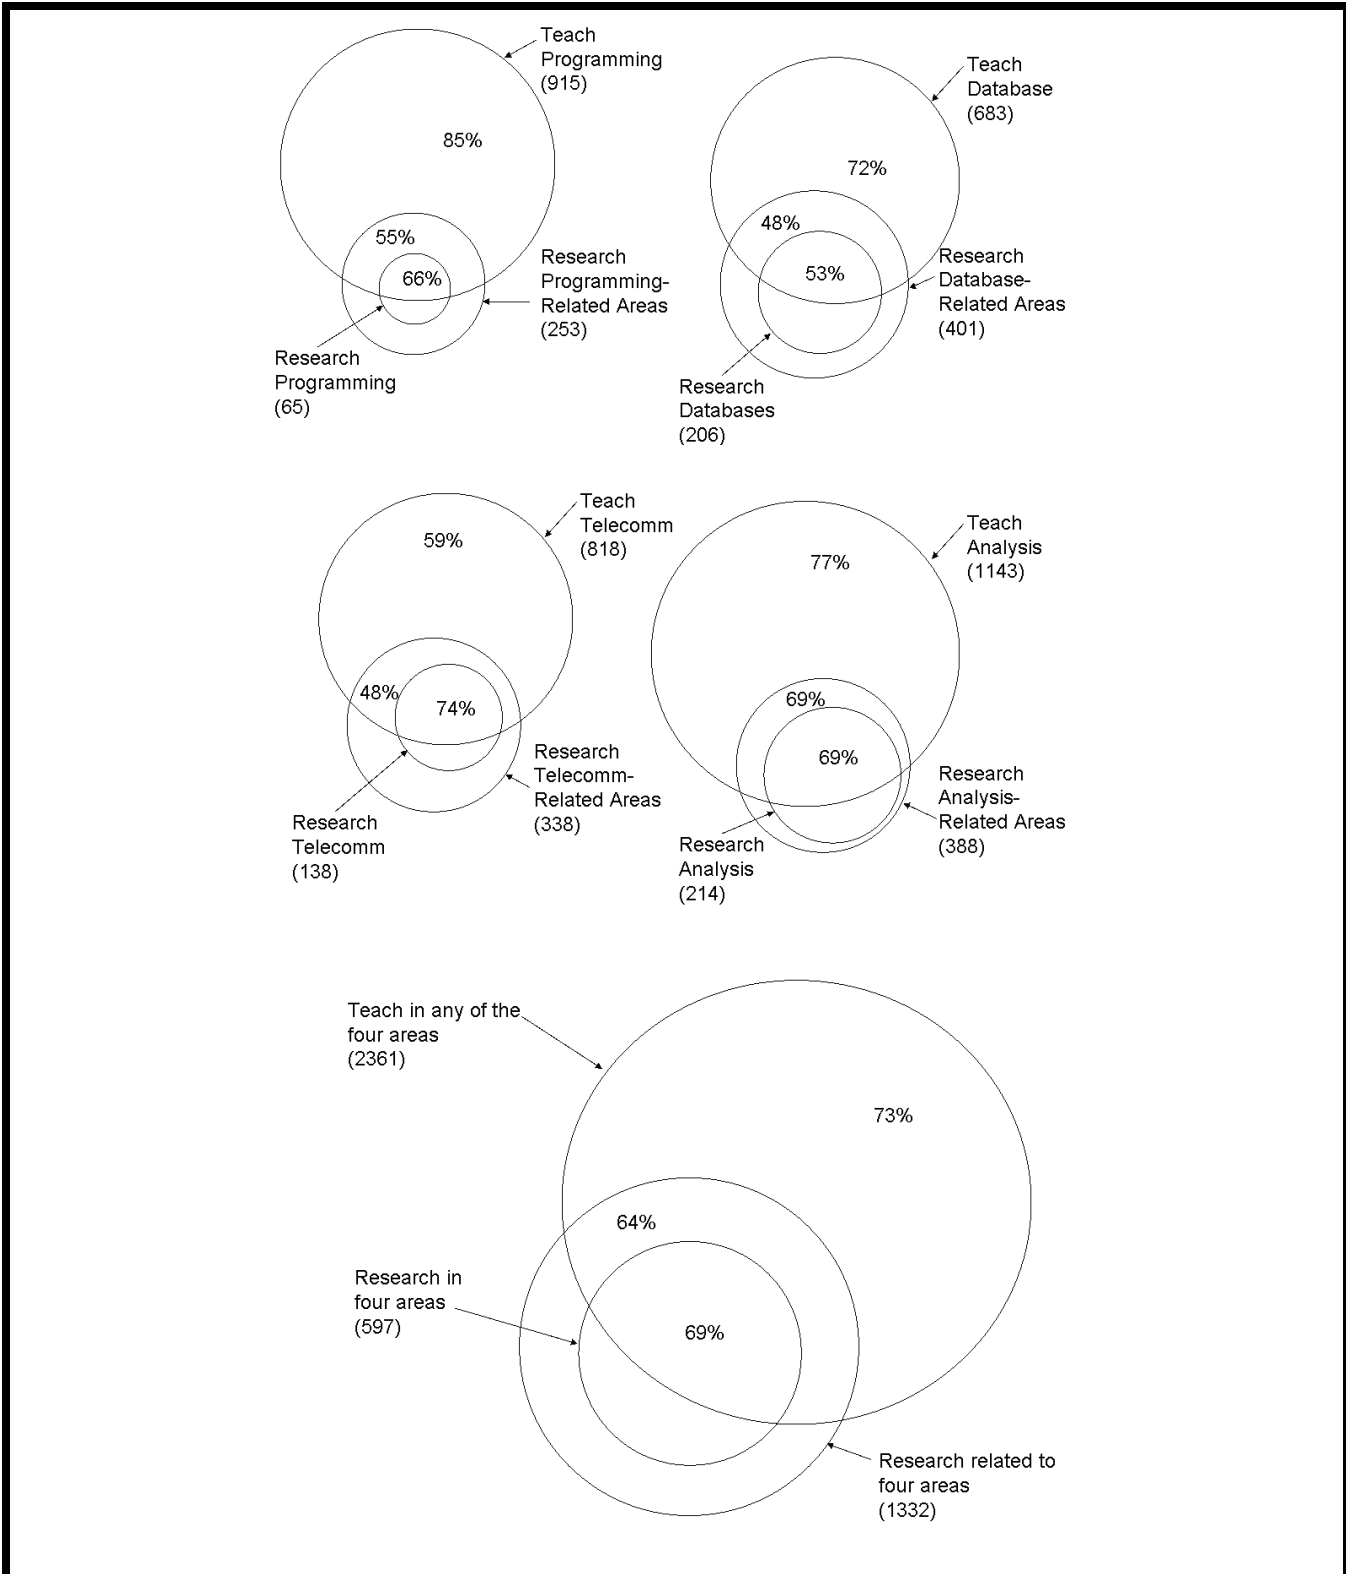 Teach
Programming
(915)
85%
55%
66%
Research
Programming-
Related Areas
(253)
Research
Programming
(65)
Teach
Database
(683)
72%
48%
53%
Research
Database-
Related Areas
(401)
Research
Databases
(206)
Teach
Telecomm
(818)
59%
48%
74%
Research
Telecomm-
Related Areas
(338)
Research
Telecomm
(138)
Teach
Analysis
(1143)
77%
69%
69%
Research
Analysis-
Related Areas
(388)
Research
Analysis
(214)
Teach in any of the
four areas
(2361)
73%
64%
Research in
four areas
(597)
69%
Research related to
four areas
(1332)